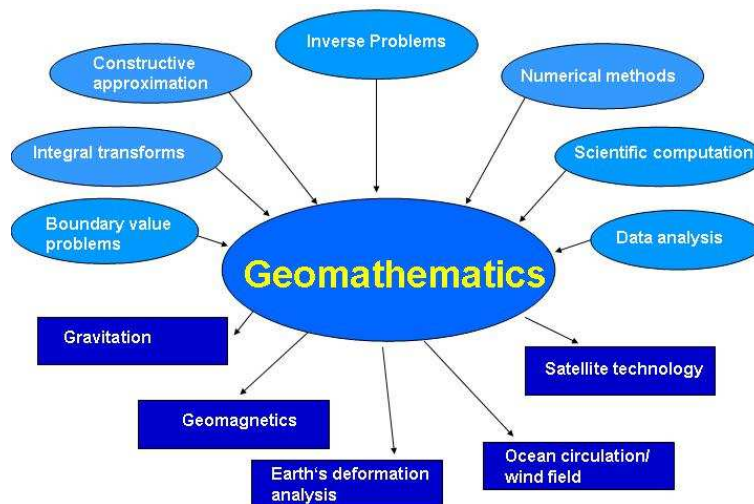 Inverse Problems
Constructive
approximation
Numerical methods
Integral transforms
Scientific computation
Boundary value
problems
Data analysis
Geomathematics
Gravitation
Satellite technology
Geomagnetics
Ocean circulation/
wind field
Earth‘s deformation
analysis